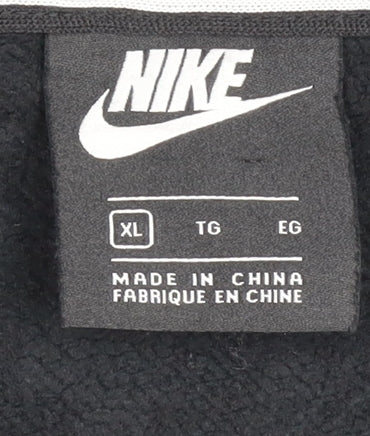 NIKE
XL TG EG
MADE IN CHINA
FABRIQUE EN CHINE